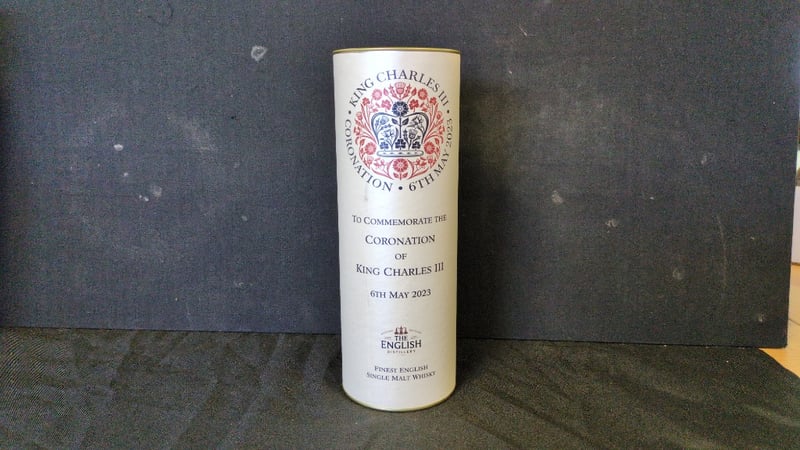 • KING CHARLES III •
CORONATION • 6TH MAY 2023
TO COMMEMORATE THE
CORONATION
OF
KING CHARLES III
6TH MAY 2023
THE
ENGLISH
DISTILLERY
FINEST ENGLISH
SINGLE MALT WHISKY